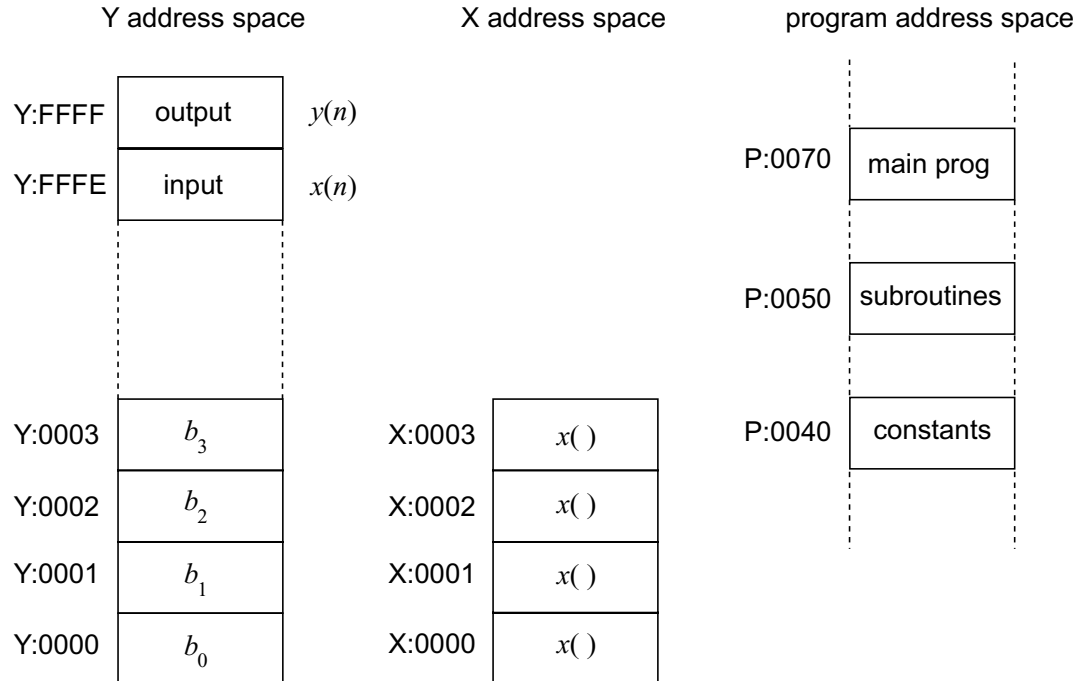 Y address space
X address space
program address space
Y:FFFF output y(n)
Y:FFFE input x(n)
P:0070 main prog
P:0050 subroutines
P:0040 constants
Y:0003 b3
Y:0002 b2
Y:0001 b1
Y:0000 b0
X:0003 x( )
X:0002 x( )
X:0001 x( )
X:0000 x( )